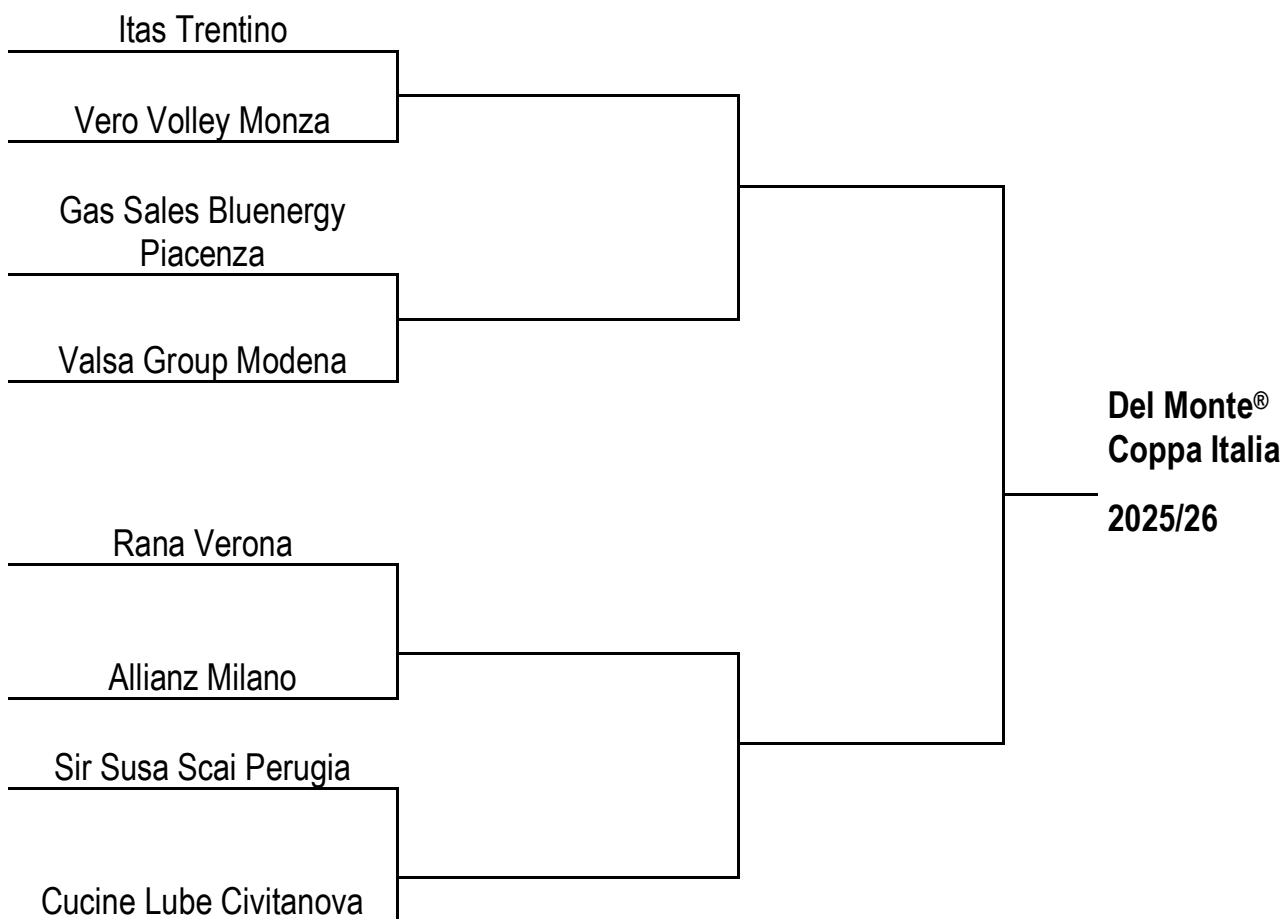 Itas Trentino
Vero Volley Monza
Gas Sales Bluenergy
Piacenza
Valsa Group Modena
Del Monte®
Coppa Italia
2025/26
Rana Verona
Allianz Milano
Sir Susa Scai Perugia
Cucine Lube Civitanova